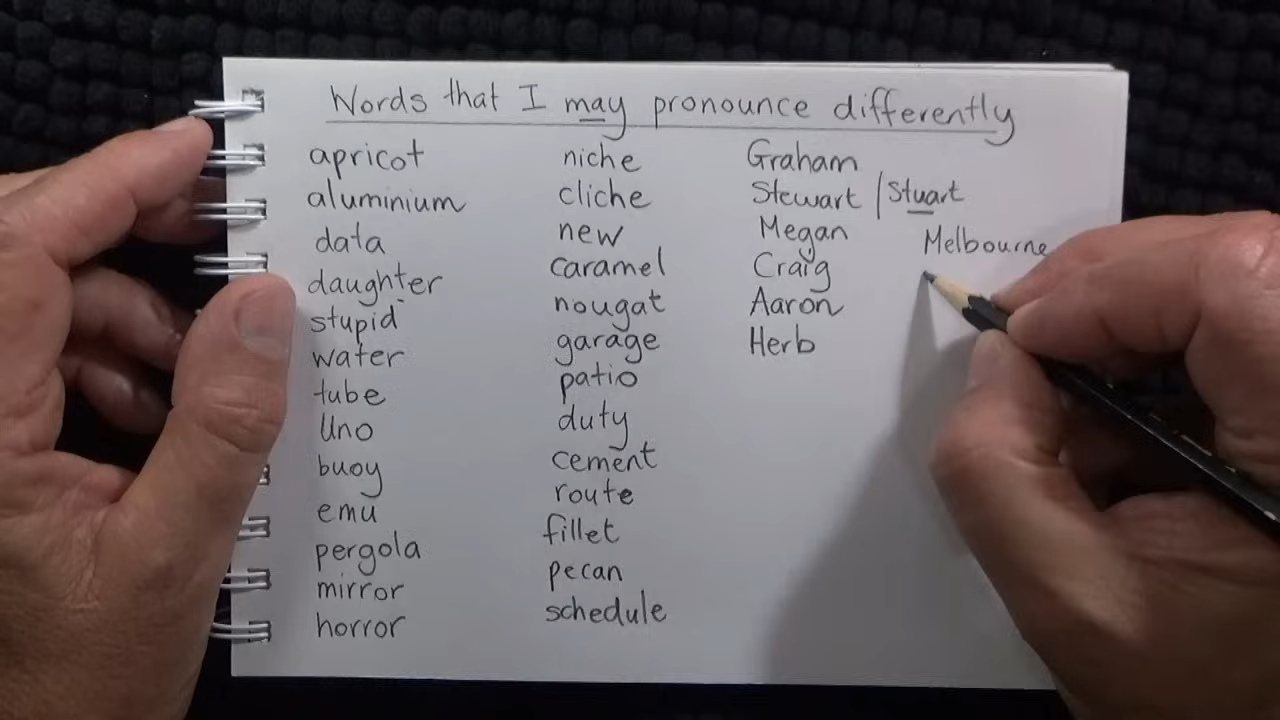 Words that I may pronounce differently
apricot
aluminium
data
daughter
stupid
water
tube
Uno
buoy
emu
pergola
mirror
horror
niche
cliche
new
caramel
nougat
garage
patio
duty
cement
route
fillet
pecan
schedule
Graham
Stewart / Stuart
Megan
Craig
Aaron
Herb
Melbourne